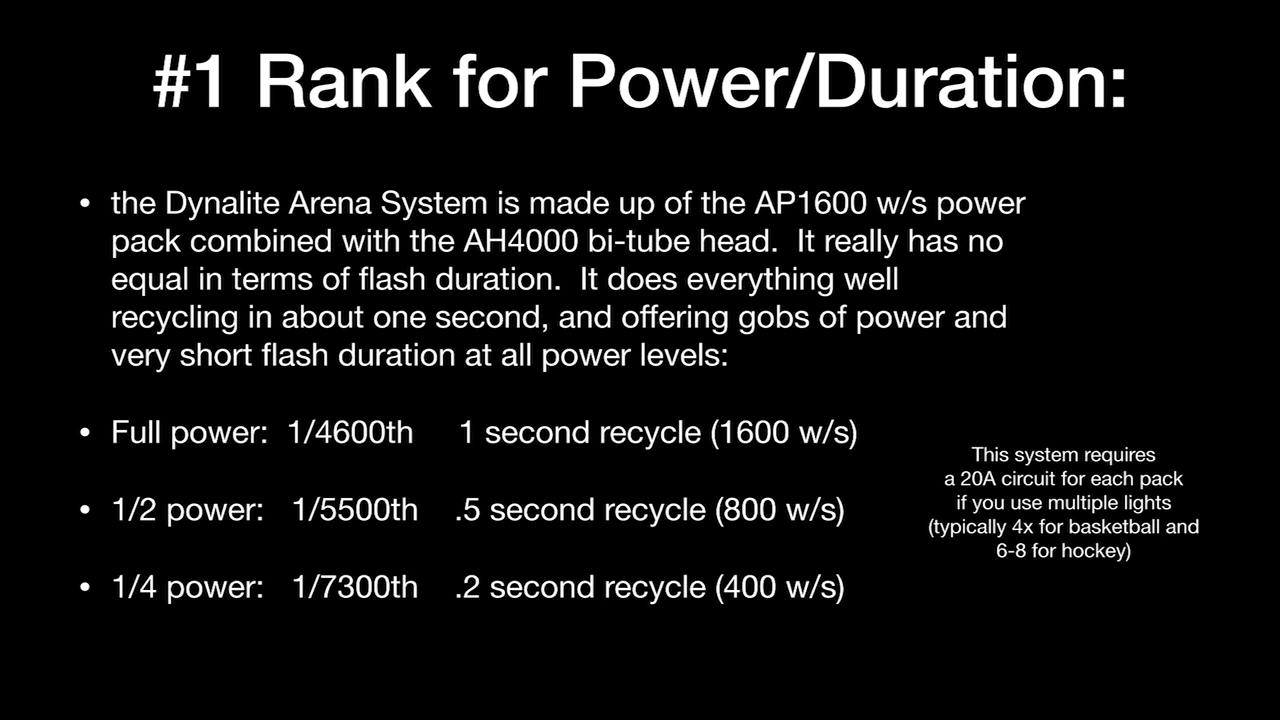 #1 Rank for Power/Duration:
• the Dynalite Arena System is made up of the AP1600 w/s power
pack combined with the AH4000 bi-tube head.  It really has no
equal in terms of flash duration.  It does everything well
recycling in about one second, and offering gobs of power and
very short flash duration at all power levels:
• Full power:  1/4600th     1 second recycle (1600 w/s)
• 1/2 power:   1/5500th    .5 second recycle (800 w/s)
• 1/4 power:   1/7300th    .2 second recycle (400 w/s)
This system requires
a 20A circuit for each pack
if you use multiple lights
(typically 4x for basketball and
6-8 for hockey)